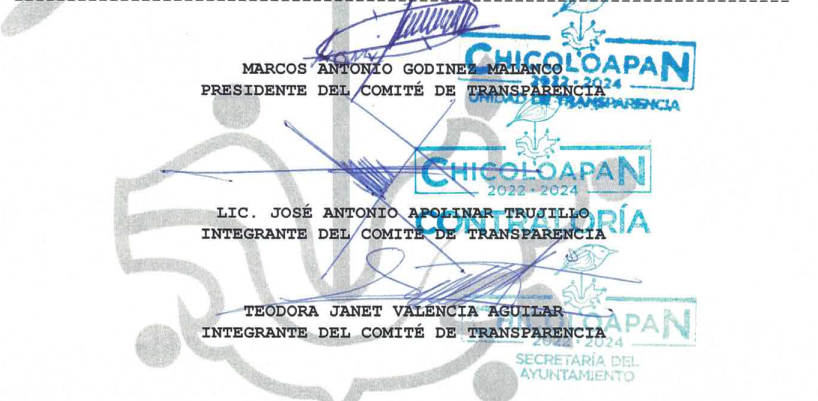 MARCOS ANTONIO GODINEZ MALANCO
PRESIDENTE DEL COMITÉ DE TRANSPARENCIA
CHICOLOAPAN
2022 · 2024
UNIDAD DE TRANSPARENCIA
CHICOLOAPAN
2022 · 2024
CONTRALORÍA
LIC. JOSÉ ANTONIO APOLINAR TRUJILLO
INTEGRANTE DEL COMITÉ DE TRANSPARENCIA
TEODORA JANET VALENCIA AGUILAR
INTEGRANTE DEL COMITÉ DE TRANSPARENCIA
CHICOLOAPAN
2022 · 2024
SECRETARÍA DEL
AYUNTAMIENTO